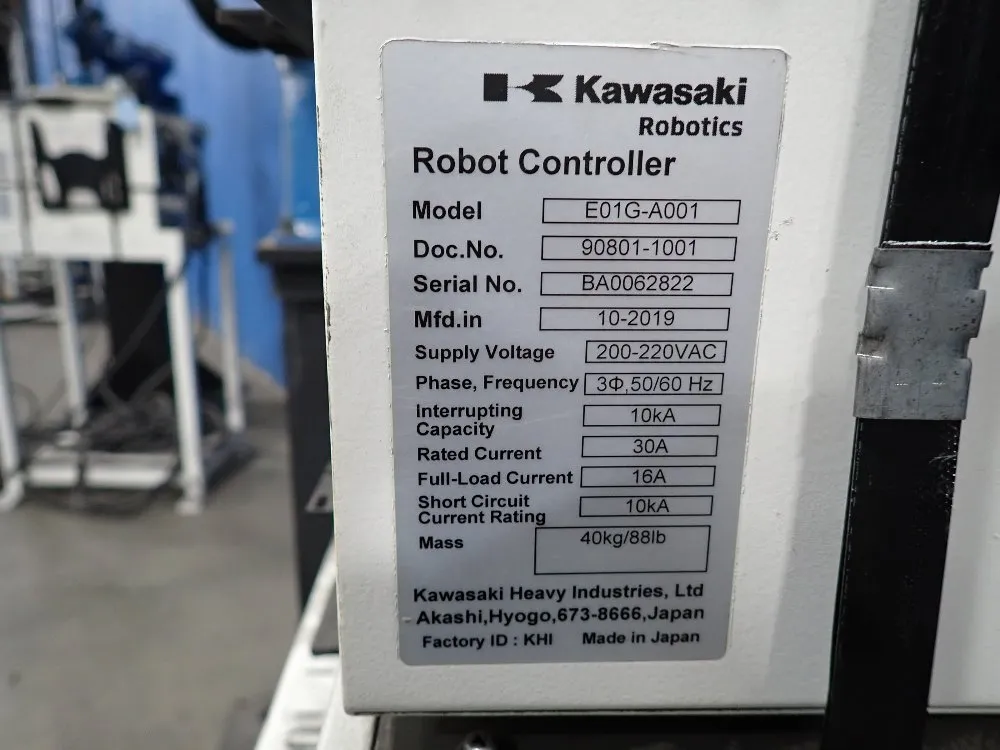 Kawasaki
Robotics
Robot Controller
Model E01G-A001
Doc.No. 90801-1001
Serial No. BA0062822
Mfd.in 10-2019
Supply Voltage 200-220VAC
Phase, Frequency 3Φ,50/60 Hz
Interrupting
Capacity 10kA
Rated Current 30A
Full-Load Current 16A
Short Circuit
Current Rating 10kA
Mass 40kg/88lb
Kawasaki Heavy Industries, Ltd
Akashi,Hyogo,673-8666,Japan
Factory ID : KHI Made in Japan